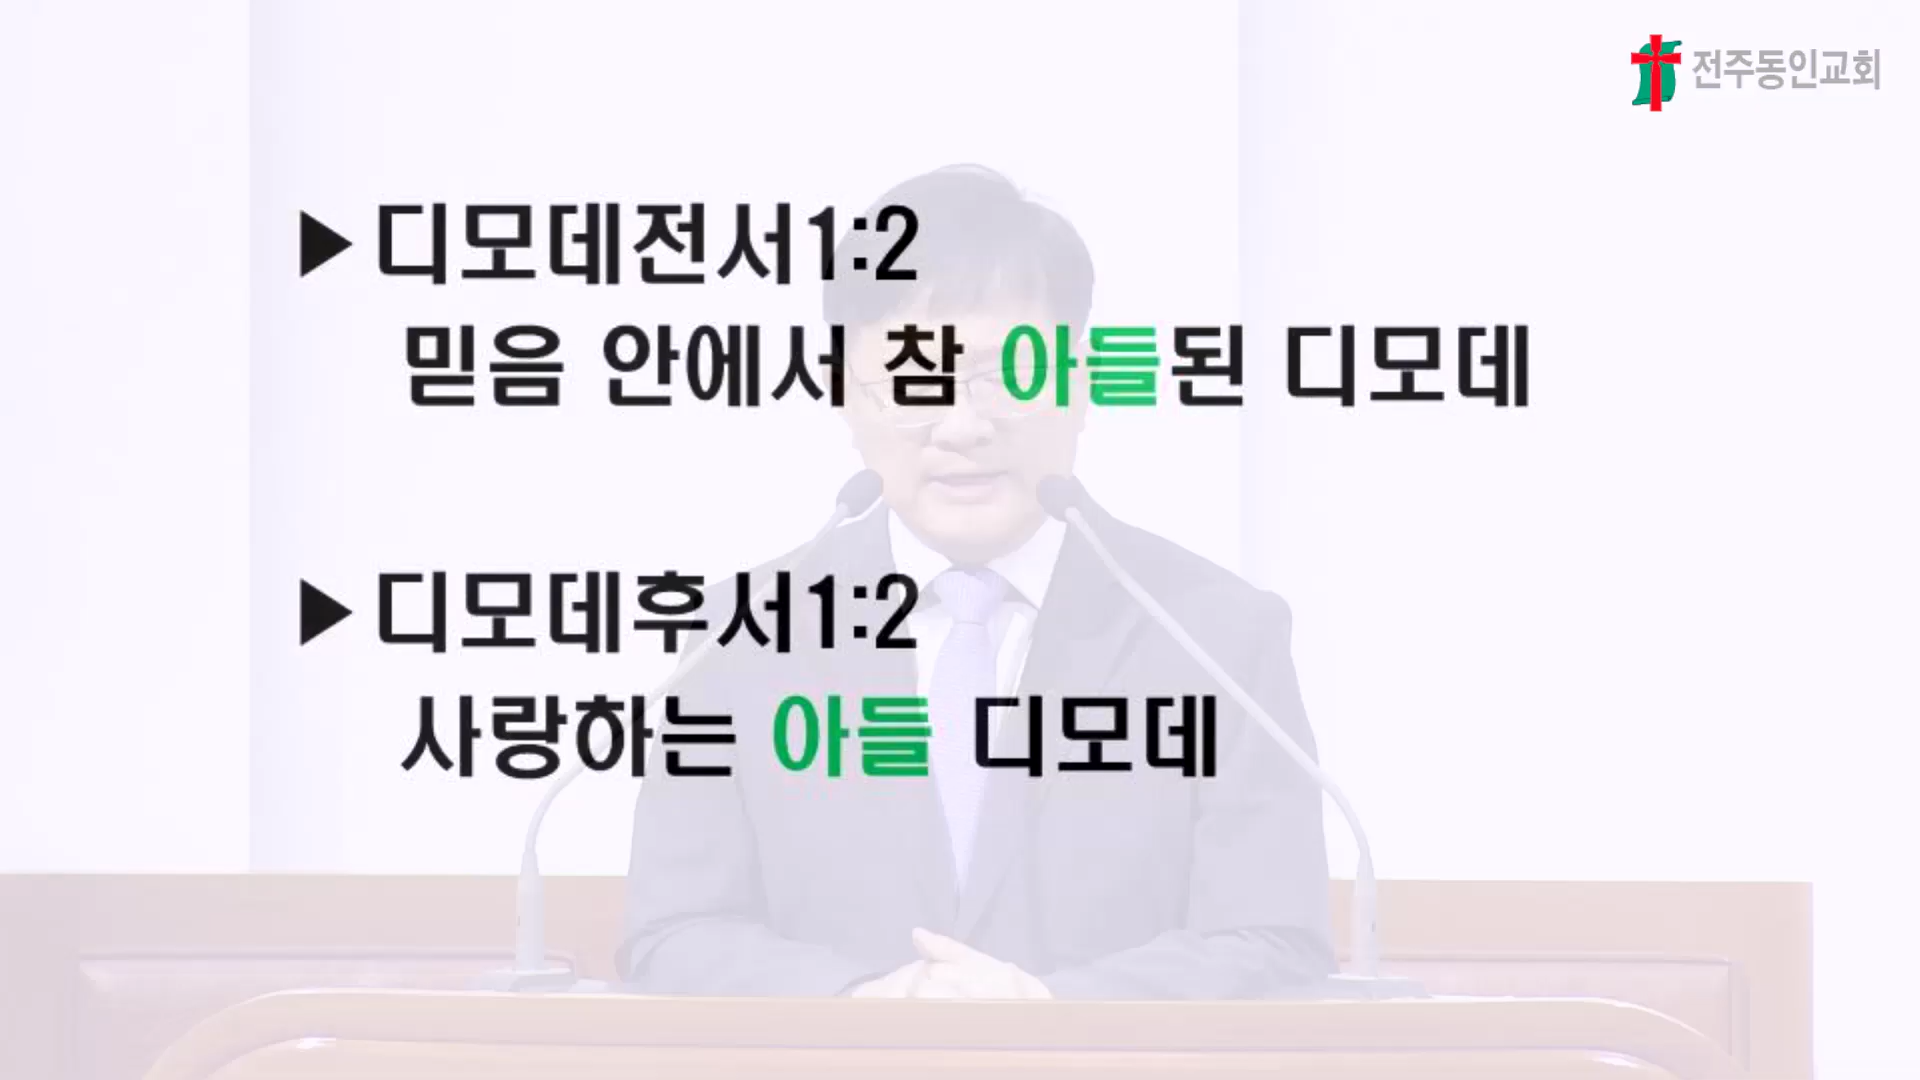 전주동인교회
▶디모데전서1:2
믿음 안에서 참 아들된 디모데
▶디모데후서1:2
사랑하는 아들 디모데